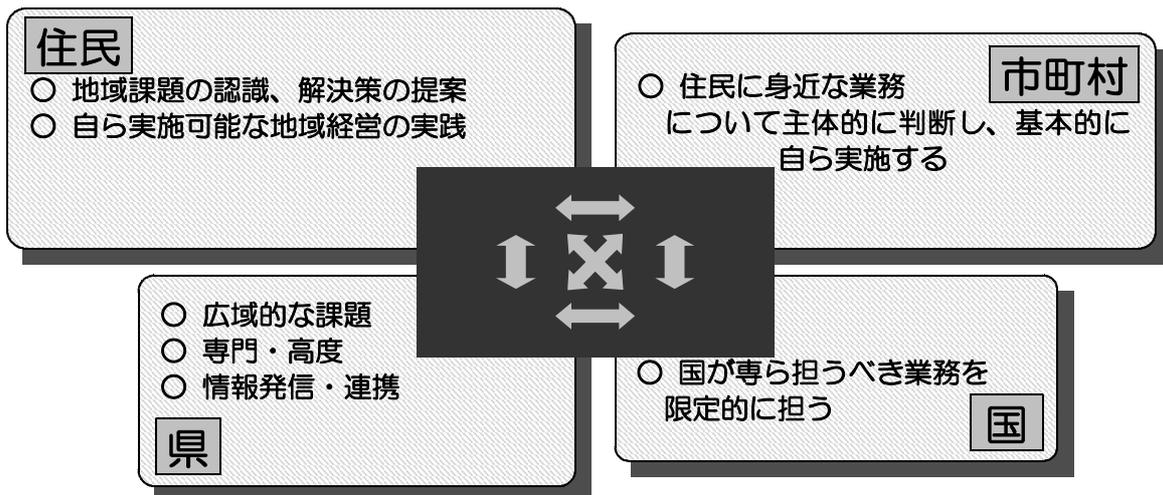 住民
○ 地域課題の認識、解決策の提案
○ 自ら実施可能な地域経営の実践
市町村
○ 住民に身近な業務
について主体的に判断し、基本的に
自ら実施する
○ 広域的な課題
○ 専門・高度
○ 情報発信・連携
県
○ 国が専ら担うべき業務を
限定的に担う
国